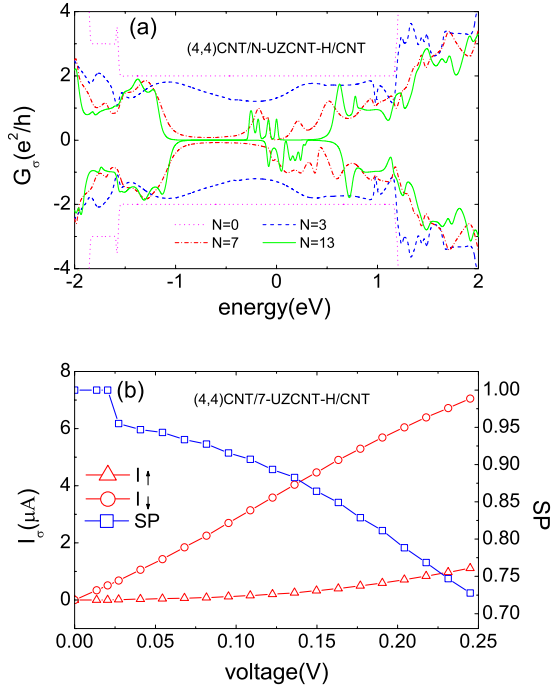 (a)
(4,4)CNT/N-UZCNT-H/CNT
4
2
0
-2
-4
Gσ(e²/h)
N=0 N=3
N=7 N=13
-2 -1 0 1 2
energy(eV)
(b)
(4,4)CNT/7-UZCNT-H/CNT
8
6
4
2
0
Iσ(μA)
I↑
I↓
SP
1.00
0.95
0.90
0.85
0.80
0.75
0.70
SP
0.00 0.05 0.10 0.15 0.20 0.25
voltage(V)